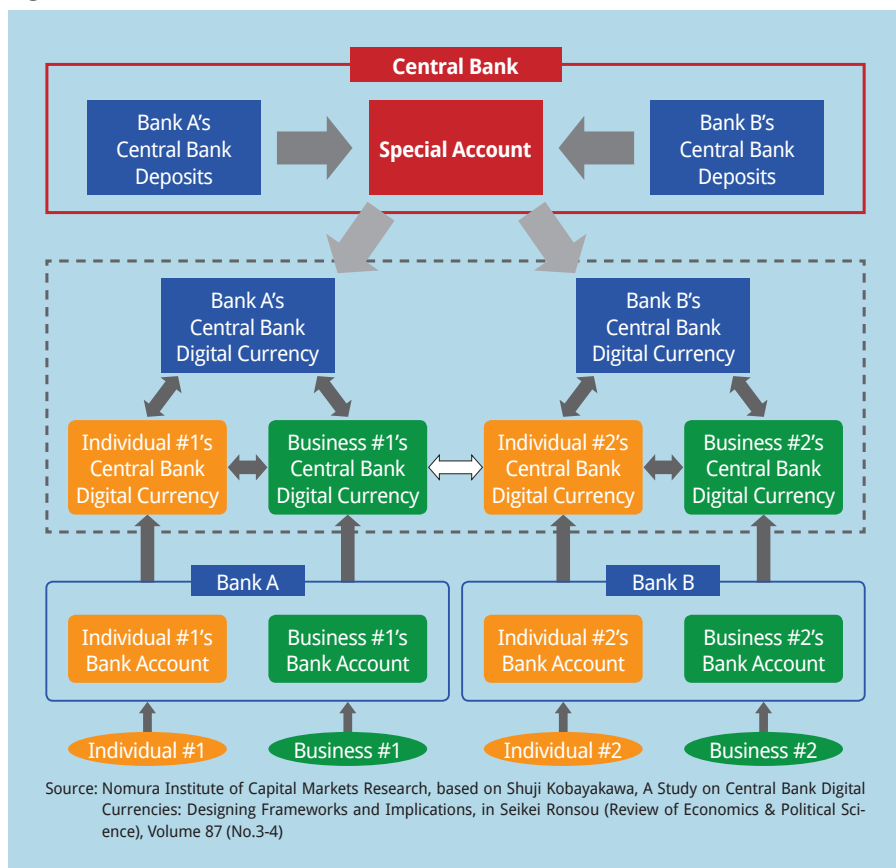 Central Bank
Bank A's
Central Bank
Deposits
Special Account
Bank B's
Central Bank
Deposits
Bank A's
Central Bank
Digital Currency
Bank B's
Central Bank
Digital Currency
Individual #1's
Central Bank
Digital Currency
Business #1's
Central Bank
Digital Currency
Individual #2's
Central Bank
Digital Currency
Business #2's
Central Bank
Digital Currency
Bank A
Bank B
Individual #1's
Bank Account
Business #1's
Bank Account
Individual #2's
Bank Account
Business #2's
Bank Account
Individual #1
Business #1
Individual #2
Business #2
Source: Nomura Institute of Capital Markets Research, based on Shuji Kobayakawa, A Study on Central Bank Digital
Currencies: Designing Frameworks and Implications, in Seikei Ronsou (Review of Economics & Political Sci-
ence), Volume 87 (No.3-4)